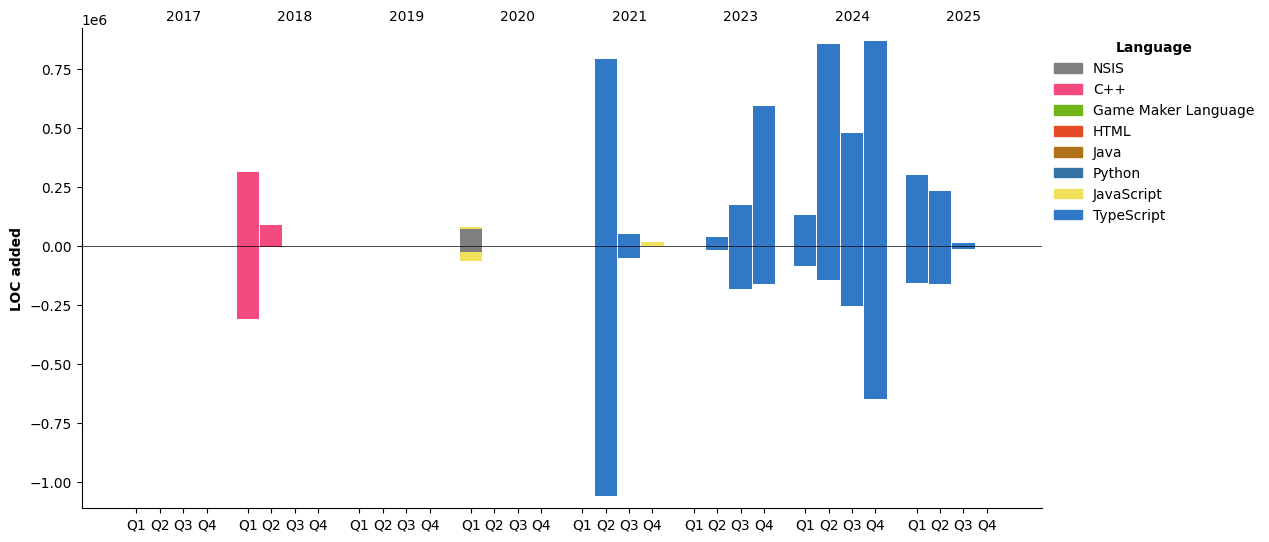 1e6
2017 2018 2019 2020 2021 2023 2024 2025
LOC added
0.75
0.50
0.25
0.00
−0.25
−0.50
−0.75
−1.00
Q1 Q2 Q3 Q4 Q1 Q2 Q3 Q4 Q1 Q2 Q3 Q4 Q1 Q2 Q3 Q4 Q1 Q2 Q3 Q4 Q1 Q2 Q3 Q4 Q1 Q2 Q3 Q4 Q1 Q2 Q3 Q4
Language
NSIS
C++
Game Maker Language
HTML
Java
Python
JavaScript
TypeScript